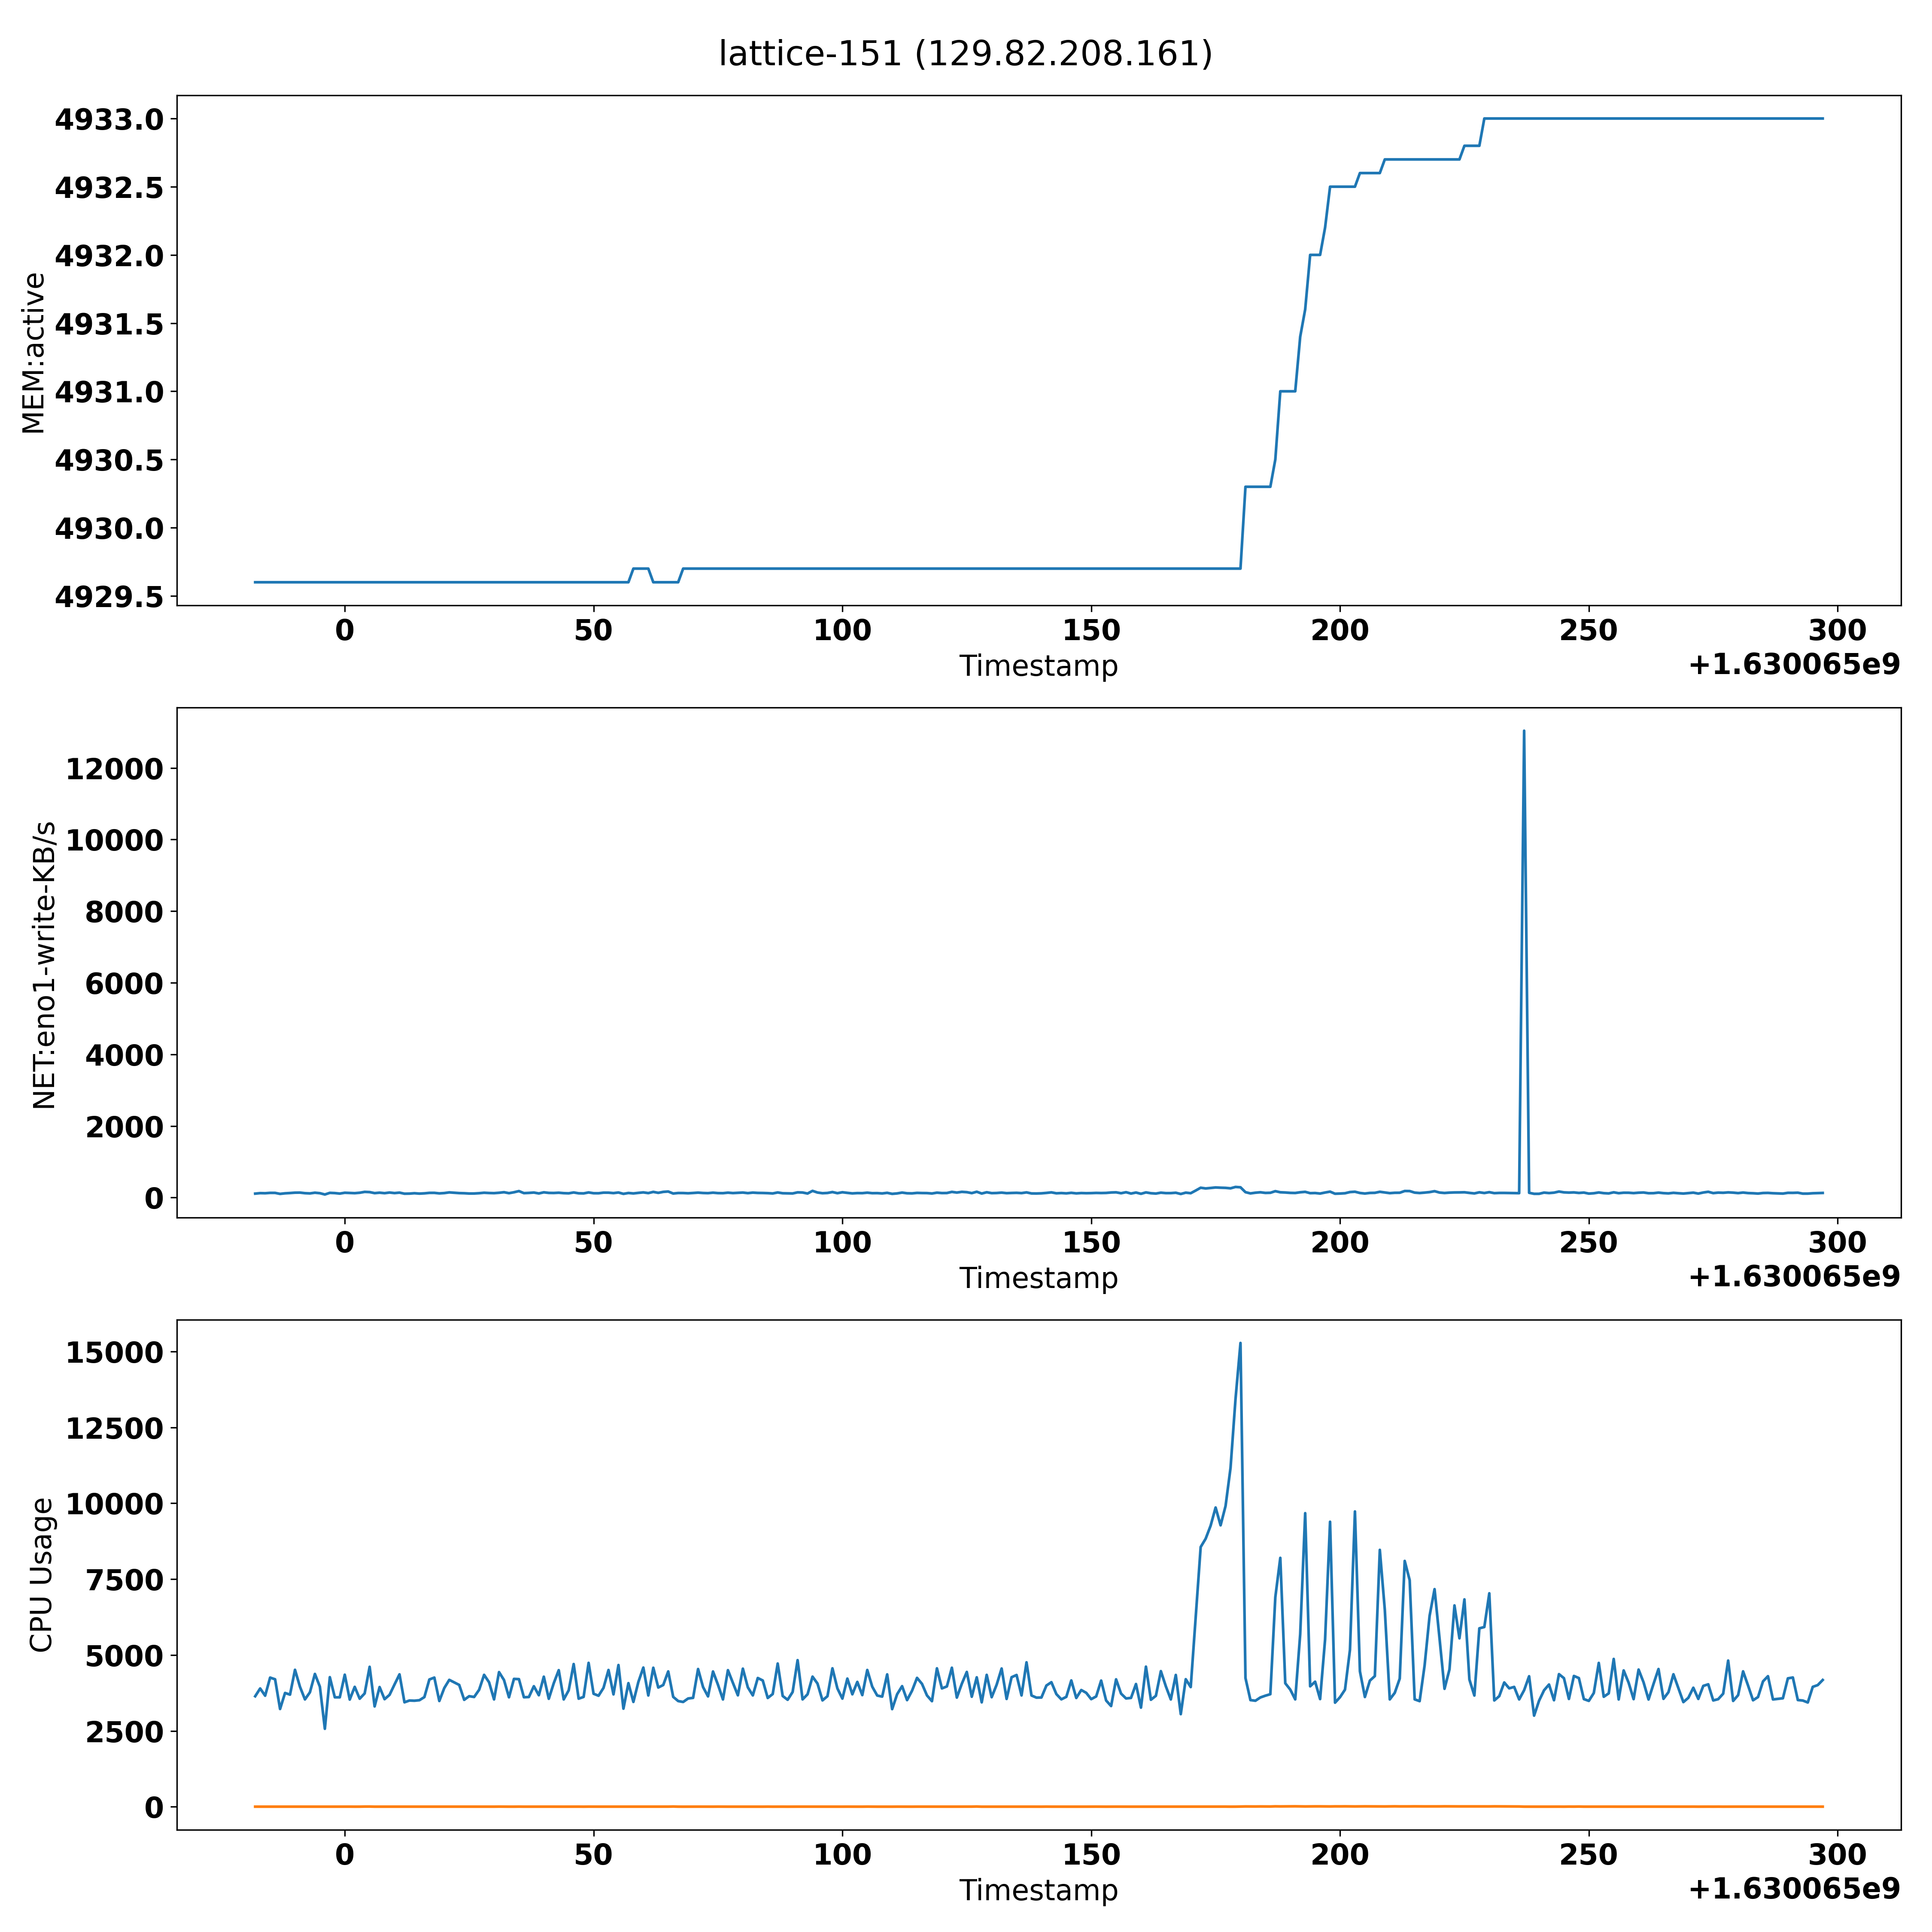 lattice-151 (129.82.208.161)
4933.0
4932.5
4932.0
4931.5
4931.0
4930.5
4930.0
4929.5
MEM:active
0 50 100 150 200 250 300
Timestamp
+1.630065e9
12000
10000
8000
6000
4000
2000
0
NET:eno1-write-KB/s
0 50 100 150 200 250 300
Timestamp
+1.630065e9
15000
12500
10000
7500
5000
2500
0
CPU Usage
0 50 100 150 200 250 300
Timestamp
+1.630065e9